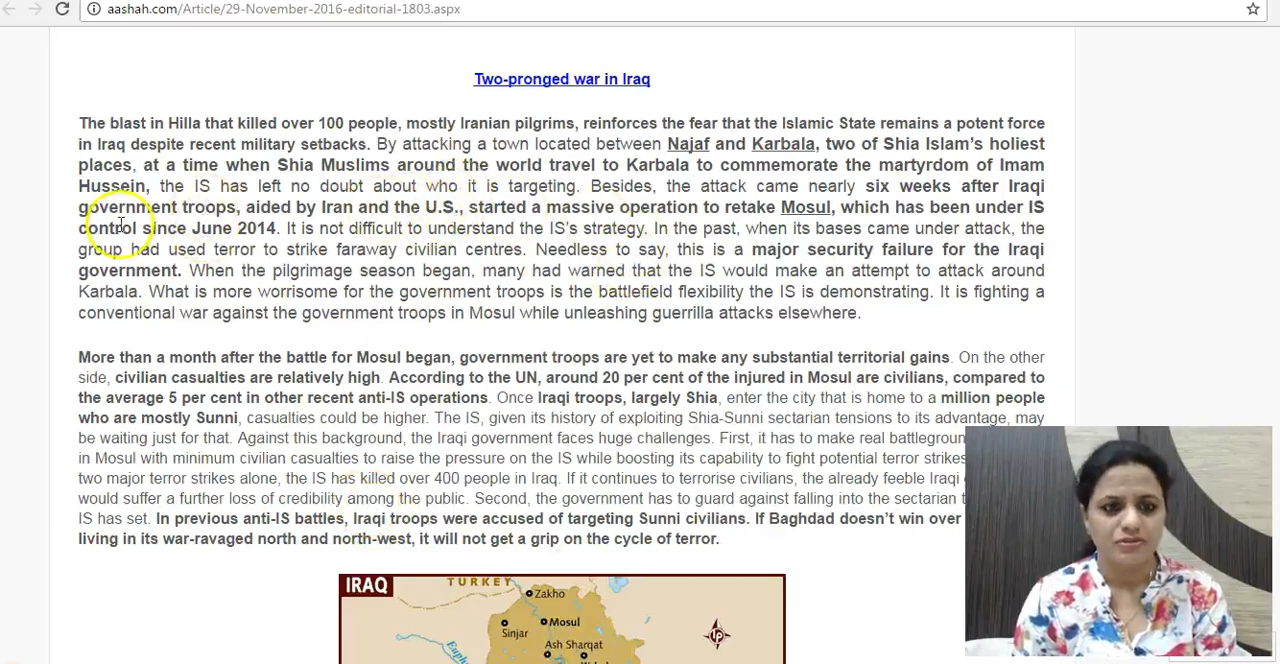 aashah.com/Article/29-November-2016-editorial-1803.aspx
Two-pronged war in Iraq
The blast in Hilla that killed over 100 people, mostly Iranian pilgrims, reinforces the fear that the Islamic State remains a potent force
in Iraq despite recent military setbacks. By attacking a town located between Najaf and Karbala, two of Shia Islam's holiest
places, at a time when Shia Muslims around the world travel to Karbala to commemorate the martyrdom of Imam
Hussein, the IS has left no doubt about who it is targeting. Besides, the attack came nearly six weeks after Iraqi
government troops, aided by Iran and the U.S., started a massive operation to retake Mosul, which has been under IS
control since June 2014. It is not difficult to understand the IS's strategy. In the past, when its bases came under attack, the
group had used terror to strike faraway civilian centres. Needless to say, this is a major security failure for the Iraqi
government. When the pilgrimage season began, many had warned that the IS would make an attempt to attack around
Karbala. What is more worrisome for the government troops is the battlefield flexibility the IS is demonstrating. It is fighting a
conventional war against the government troops in Mosul while unleashing guerrilla attacks elsewhere.
More than a month after the battle for Mosul began, government troops are yet to make any substantial territorial gains. On the other
side, civilian casualties are relatively high. According to the UN, around 20 per cent of the injured in Mosul are civilians, compared to
the average 5 per cent in other recent anti-IS operations. Once Iraqi troops, largely Shia, enter the city that is home to a million people
who are mostly Sunni, casualties could be higher. The IS, given its history of exploiting Shia-Sunni sectarian tensions to its advantage, may
be waiting just for that. Against this background, the Iraqi government faces huge challenges. First, it has to make real battleground
in Mosul with minimum civilian casualties to raise the pressure on the IS while boosting its capability to fight potential terror strikes
two major terror strikes alone, the IS has killed over 400 people in Iraq. If it continues to terrorise civilians, the already feeble Iraqi
would suffer a further loss of credibility among the public. Second, the government has to guard against falling into the sectarian
IS has set. In previous anti-IS battles, Iraqi troops were accused of targeting Sunni civilians. If Baghdad doesn't win over
living in its war-ravaged north and north-west, it will not get a grip on the cycle of terror.
IRAQ
TURKEY
Zakho
Mosul
Sinjar
Ash Sharqat